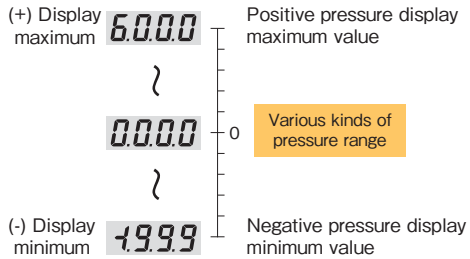 (+) Display
maximum
6.0.0.0
Positive pressure display
maximum value
0.0.0.0
0
Various kinds of
pressure range
(-) Display
minimum
-1.9.9.9
Negative pressure display
minimum value